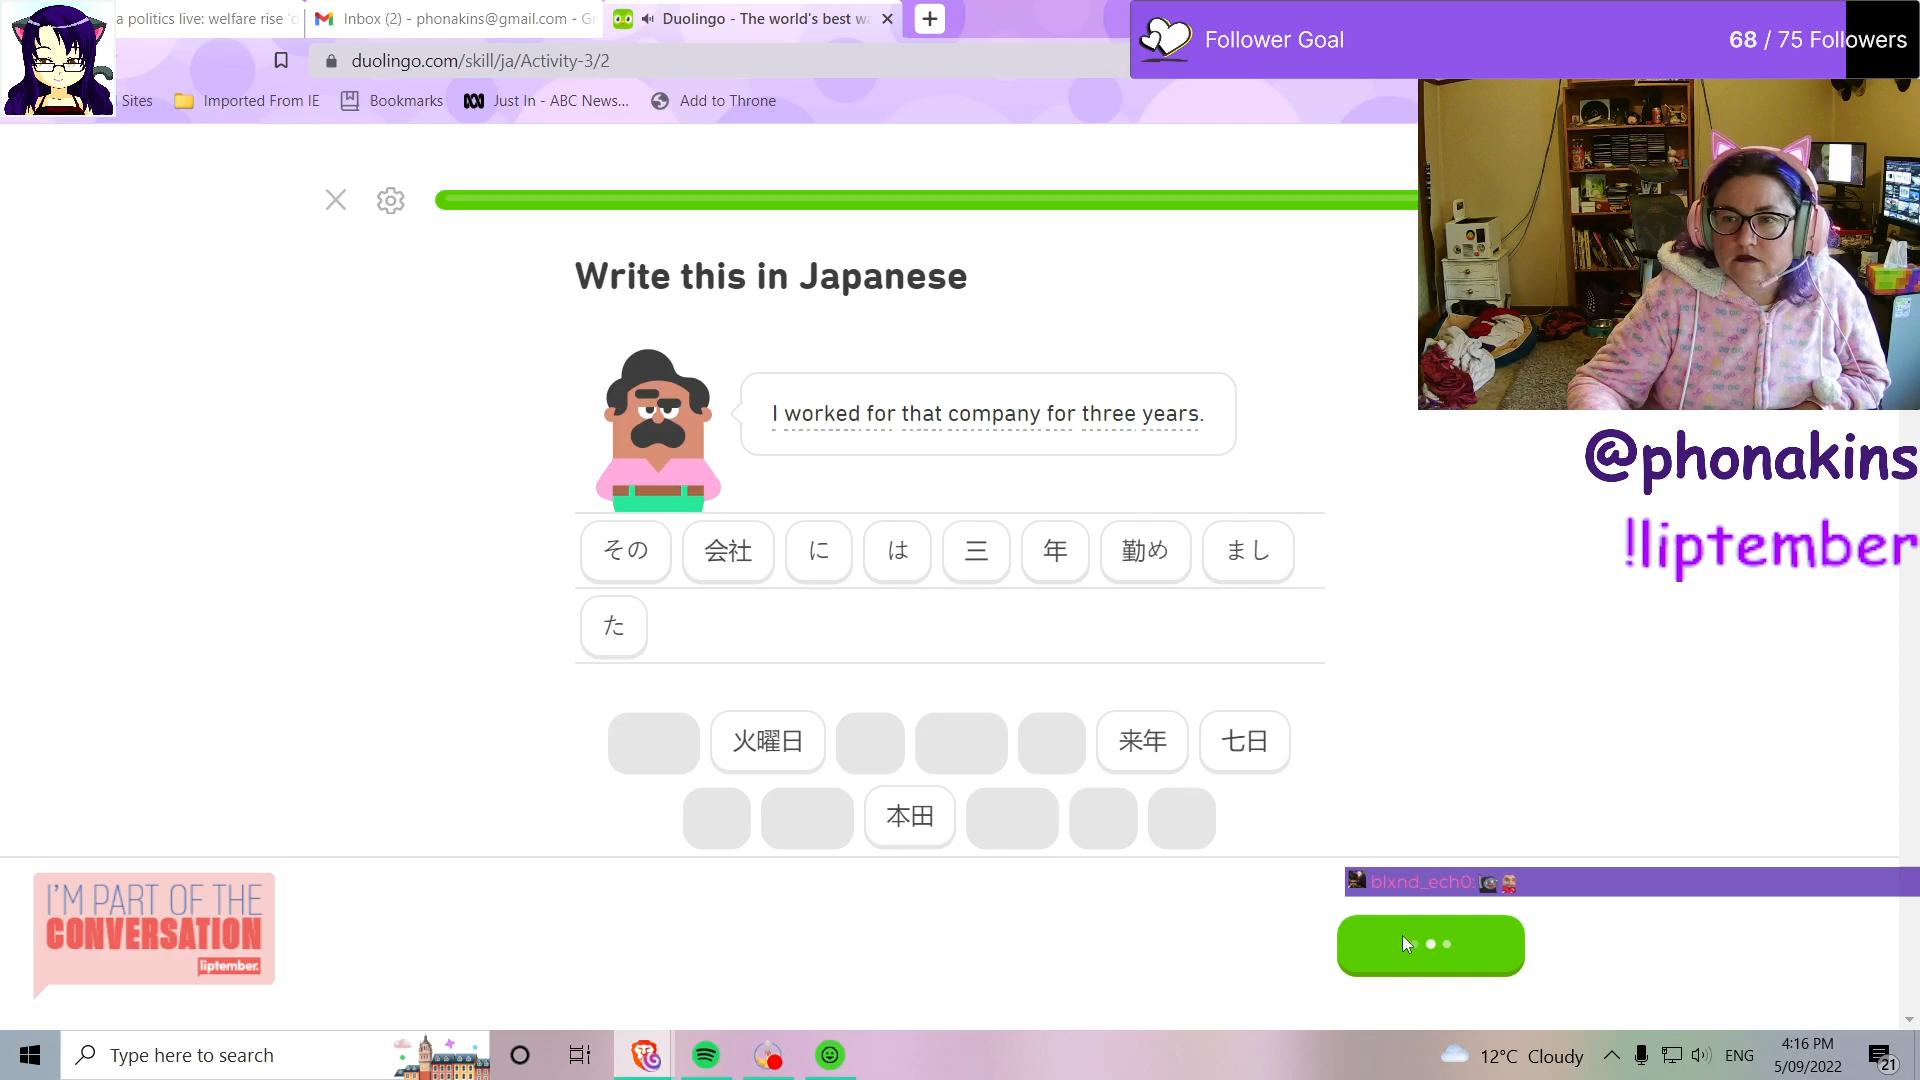 a politics live: welfare rise 'd
Inbox (2) - phonakins@gmail.com - Gr
Duolingo - The world's best wa
Follower Goal
68 / 75 Followers
duolingo.com/skill/ja/Activity-3/2
Sites
Imported From IE
Bookmarks
Just In - ABC News...
Add to Throne
Write this in Japanese
I worked for that company for three years.
@phonakins
!liptember
その 会社 に は 三 年 勤め まし
た
火曜日 来年 七日
本田
I'M PART OF THE
CONVERSATION
liptember.
blxnd_ech0:
Type here to search
12°C Cloudy
ENG
4:16 PM
5/09/2022
21